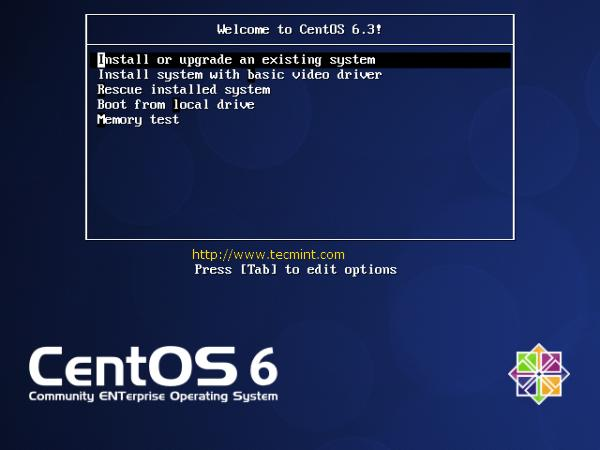 Welcome to CentOS 6.3!
Install or upgrade an existing system
Install system with basic video driver
Rescue installed system
Boot from local drive
Memory test
http://www.tecmint.com
Press [Tab] to edit options
CentOS 6
Community ENTerprise Operating System